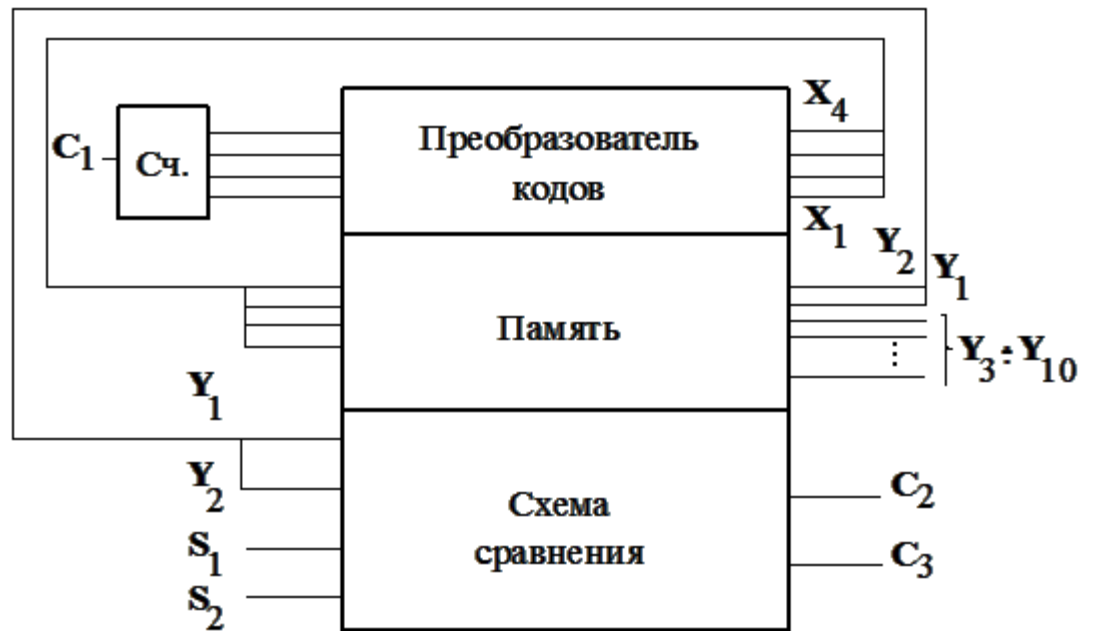 X4
C1
Сч.
Преобразователь
кодов
X1
Y2
Y1
Память
Y3 ÷ Y10
Y1
Y2
S1
S2
Схема
сравнения
C2
C3